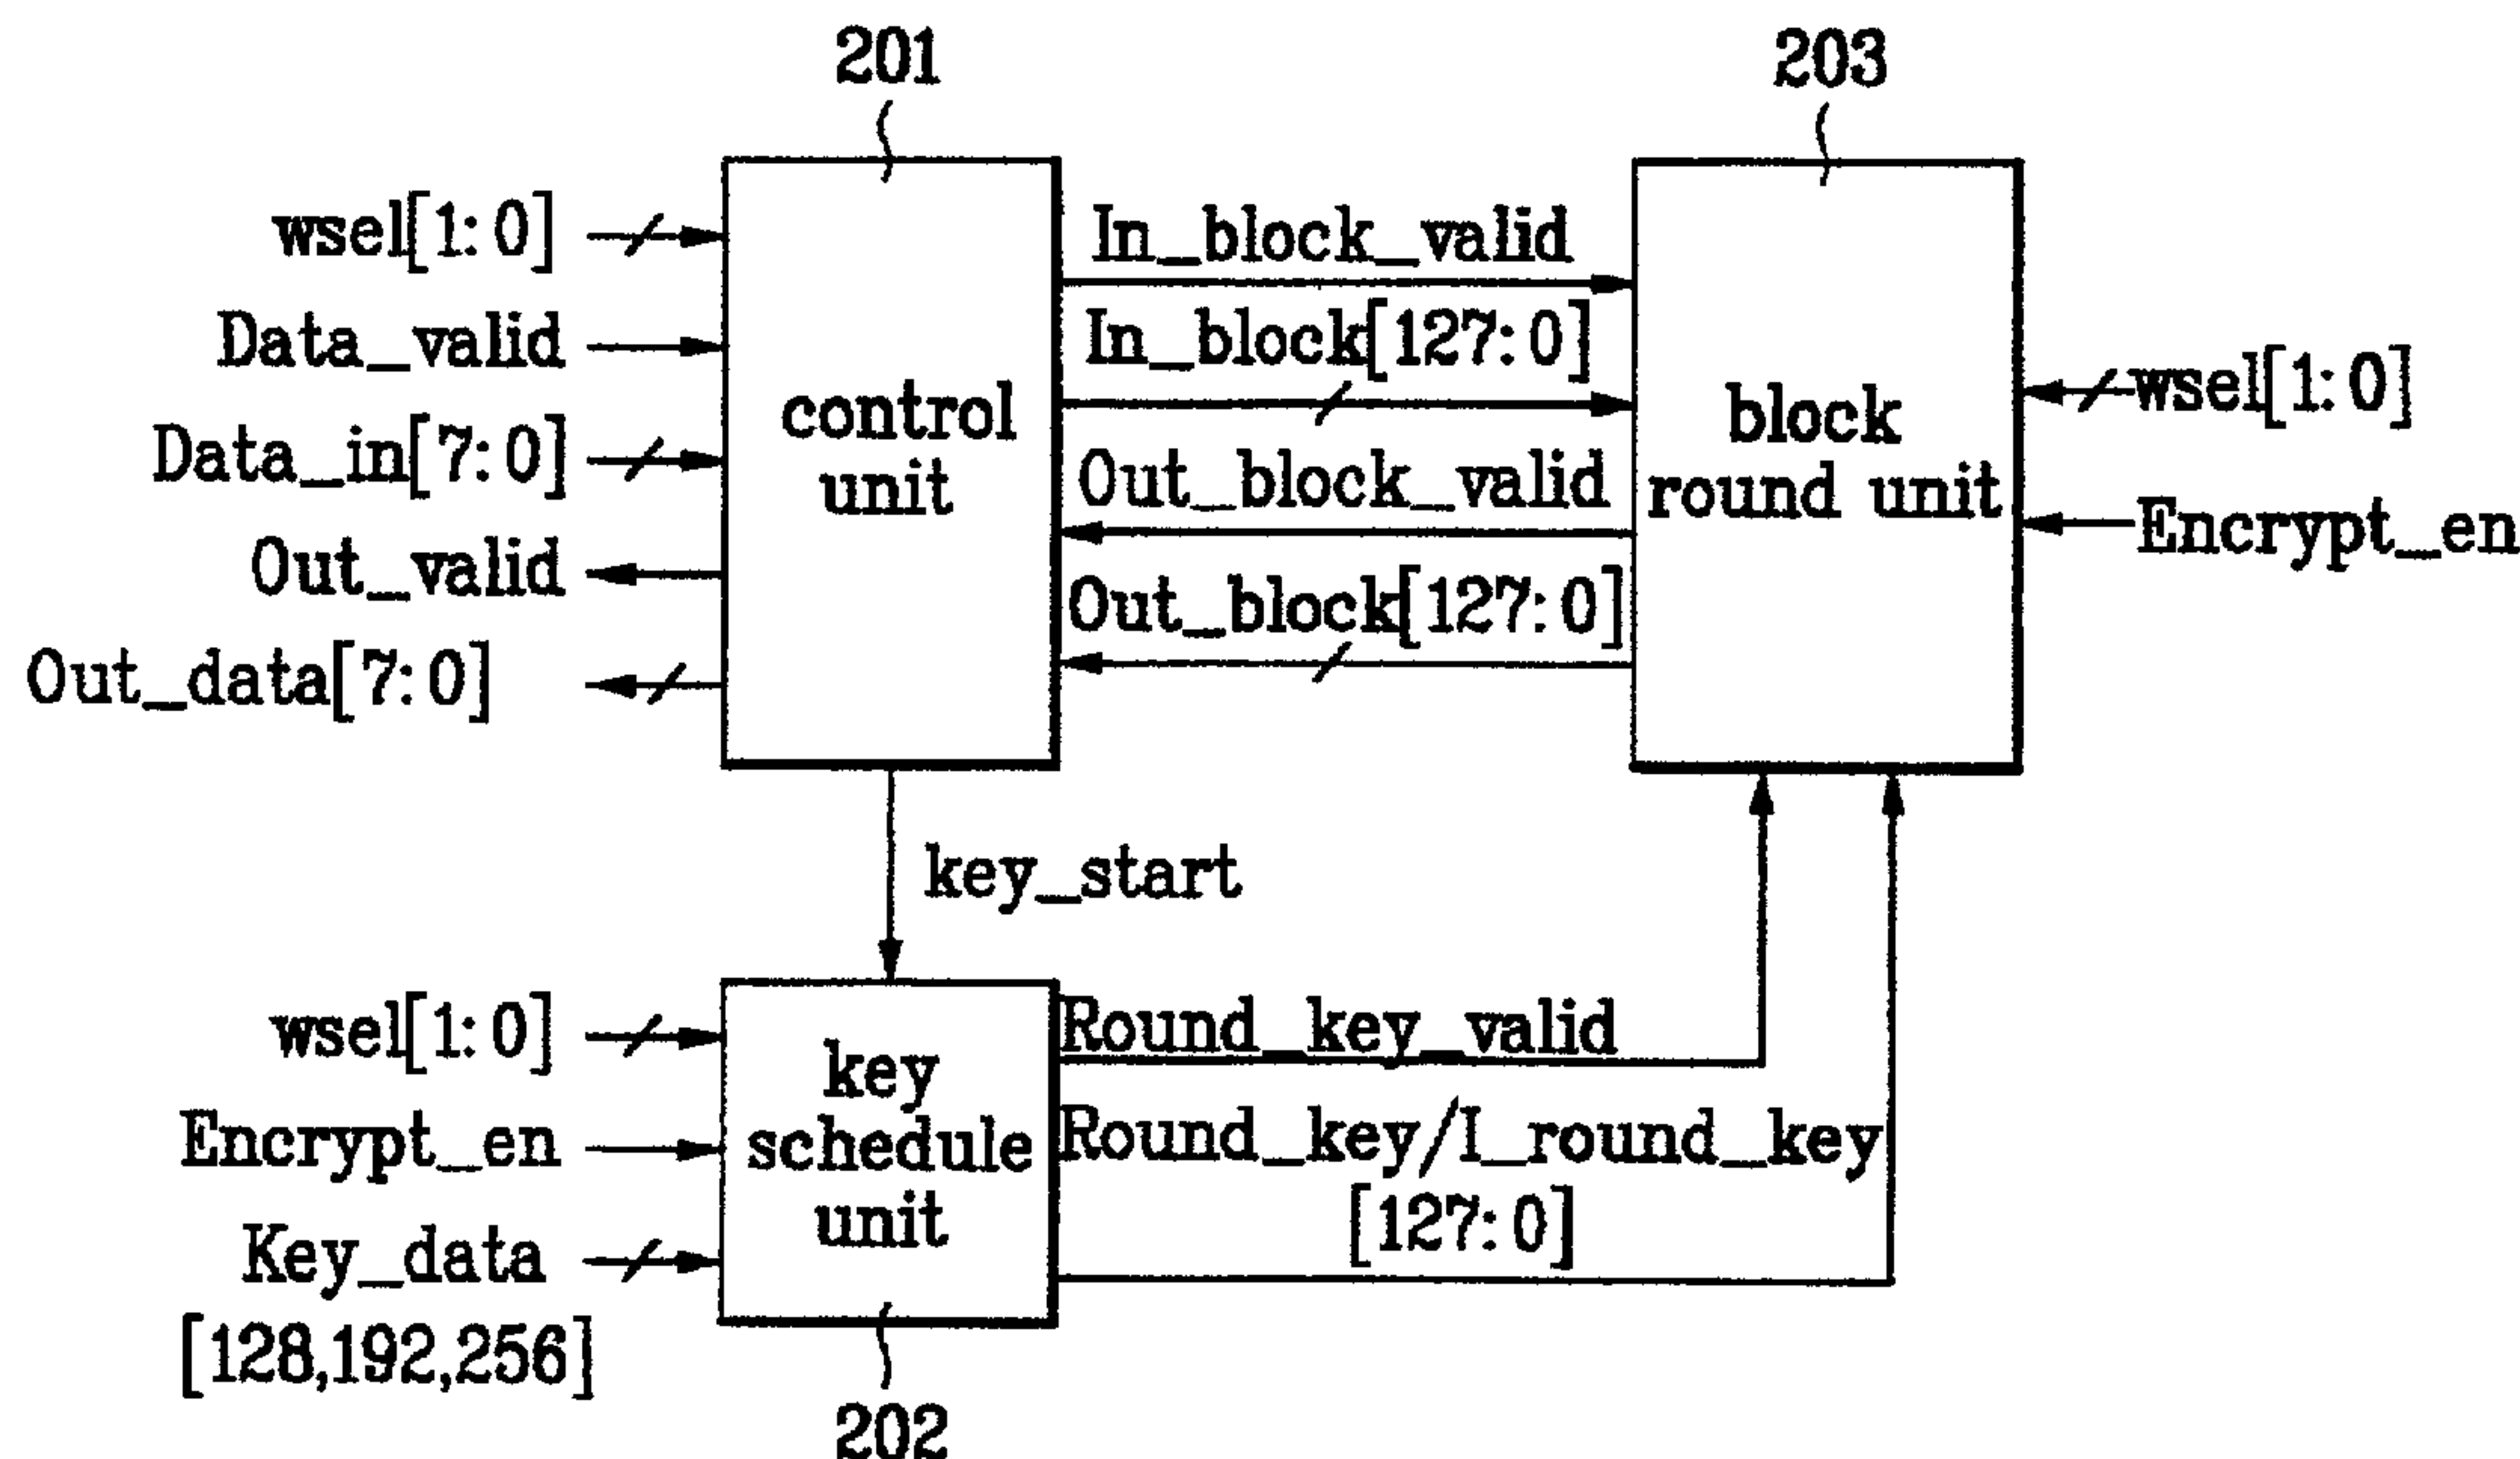 201
203
wsel[1:0]
Data_valid
Data_in[7:0]
Out_valid
Out_data[7:0]
control
unit
In_block_valid
In_block[127:0]
Out_block_valid
Out_block[127:0]
block
round unit
wsel[1:0]
Encrypt_en
key_start
wsel[1:0]
Encrypt_en
Key_data
[128,192,256]
key
schedule
unit
Round_key_valid
Round_key/I_round_key
[127:0]
202